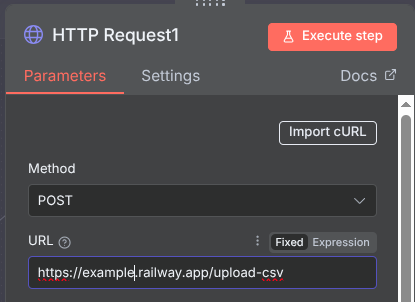 HTTP Request1
Execute step
Parameters
Settings
Docs
Import cURL
Method
POST
URL
Fixed
Expression
https://example.railway.app/upload-csv